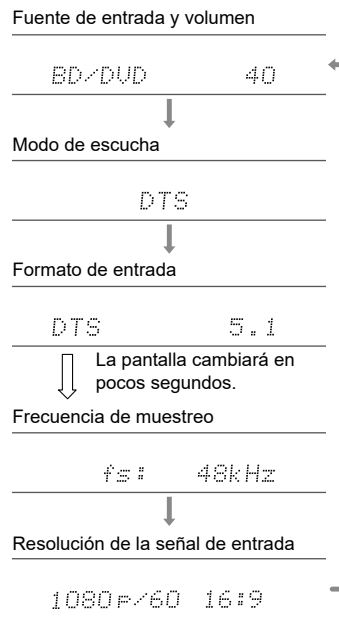 Fuente de entrada y volumen
BD/DVD 40
Modo de escucha
DTS
Formato de entrada
DTS 5.1
La pantalla cambiará en
pocos segundos.
Frecuencia de muestreo
fs: 48kHz
Resolución de la señal de entrada
1080p/60 16:9